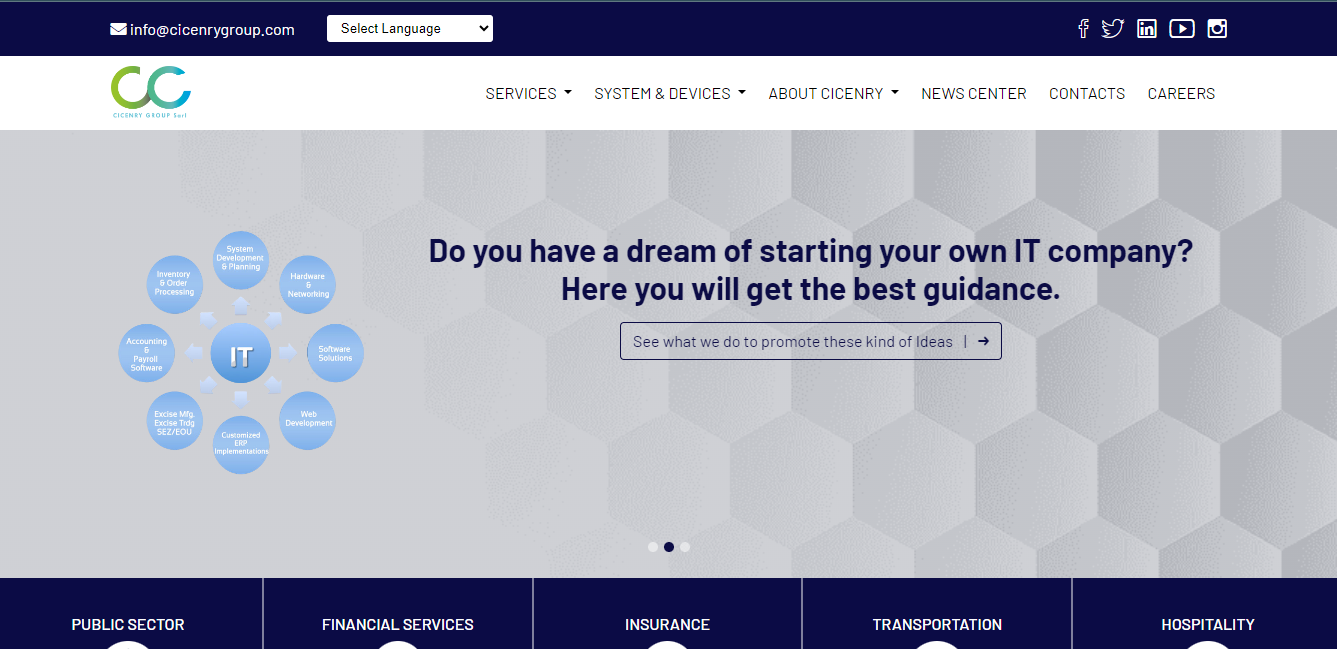 info@cicenrygroup.com
Select Language
CICENRY GROUP Sarl
SERVICES
SYSTEM & DEVICES
ABOUT CICENRY
NEWS CENTER
CONTACTS
CAREERS
Do you have a dream of starting your own IT company?
Here you will get the best guidance.
See what we do to promote these kind of Ideas | →
System
Development
& Planning
Hardware
&
Networking
Software
Solutions
Web
Development
Customized
ERP
Implementations
Excise Mfg.
Excise Trdg
SEZ/EOU
Accounting
&
Payroll
Software
Inventory
& Order
Processing
IT
PUBLIC SECTOR
FINANCIAL SERVICES
INSURANCE
TRANSPORTATION
HOSPITALITY